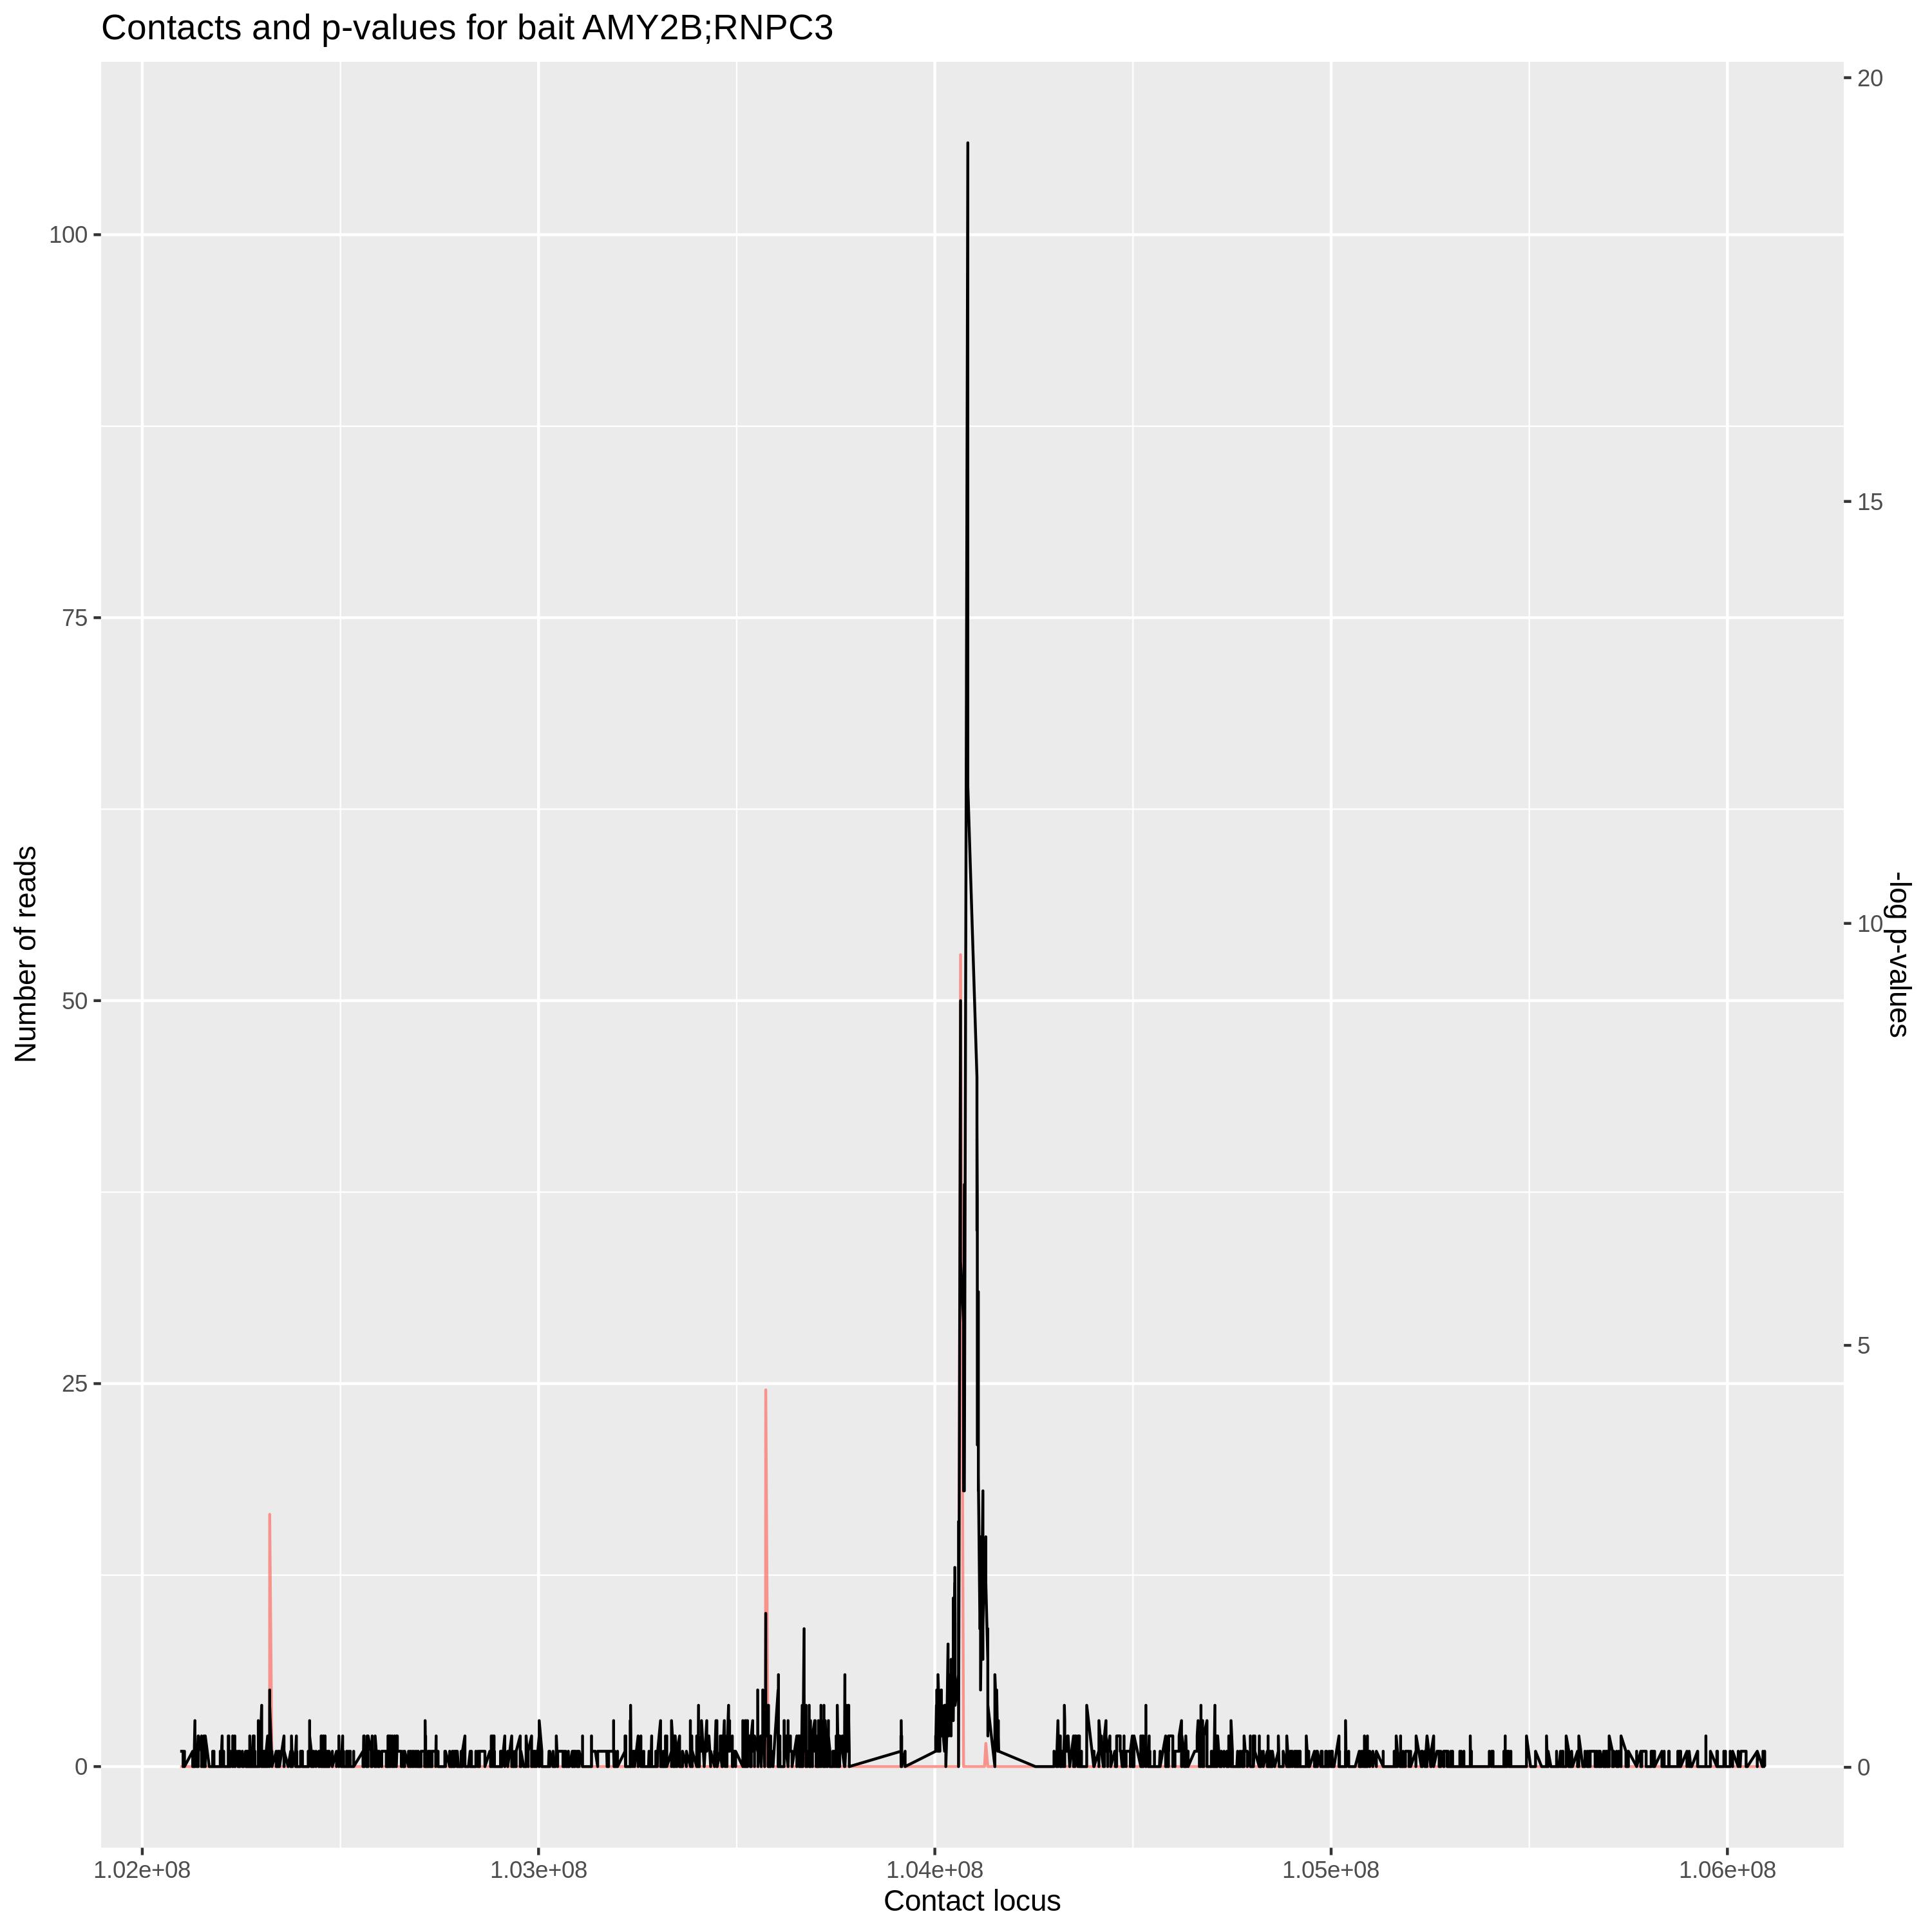 Contacts and p-values for bait AMY2B;RNPC3
Number of reads
100
75
50
25
0
20
15
10
5
0
-log p-values
1.02e+08
1.03e+08
1.04e+08
1.05e+08
1.06e+08
Contact locus